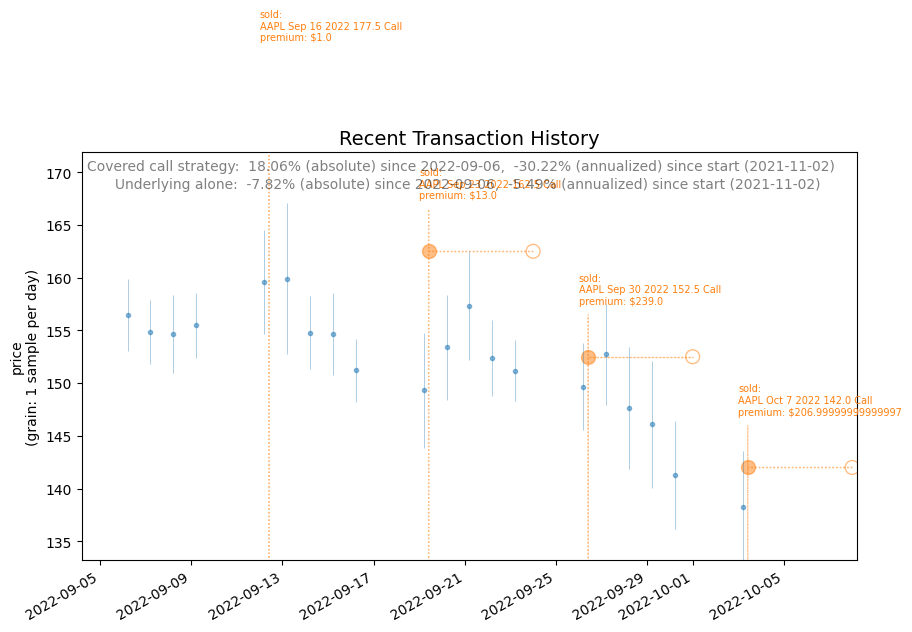 sold:
AAPL Sep 16 2022 177.5 Call
premium: $1.0
Recent Transaction History
Covered call strategy:  18.06% (absolute) since 2022-09-06,  -30.22% (annualized) since start (2021-11-02)
Underlying alone:  -7.82% (absolute) since 2022-09-06,  -5.49% (annualized) since start (2021-11-02)
sold:
AAPL Sep 2022 Call
premium: $13.0
sold:
AAPL Sep 30 2022 152.5 Call
premium: $239.0
sold:
AAPL Oct 7 2022 142.0 Call
premium: $206.99999999999997
price
(grain: 1 sample per day)
170
165
160
155
150
145
140
135
2022-09-05
2022-09-09
2022-09-13
2022-09-17
2022-09-21
2022-09-25
2022-09-29
2022-10-01
2022-10-05